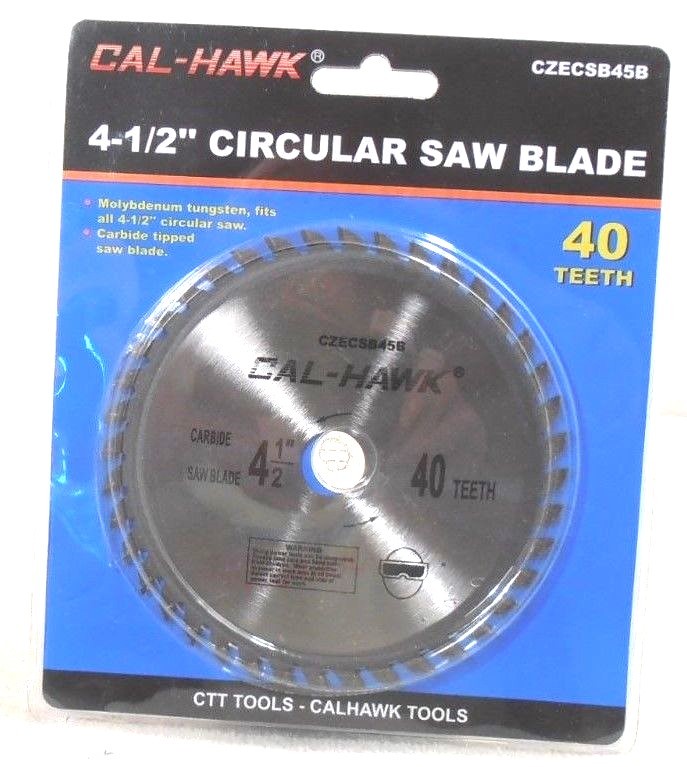 CAL-HAWK®
CZECSB45B
4-1/2" CIRCULAR SAW BLADE
• Molybdenum tungsten, fits
all 4-1/2" circular saw.
• Carbide tipped
saw blade.
40
TEETH
CZECSB45B
CAL-HAWK®
CARBIDE
SAW BLADE
4 1/2"
40 TEETH
WARNING
CTT TOOLS - CALHAWK TOOLS